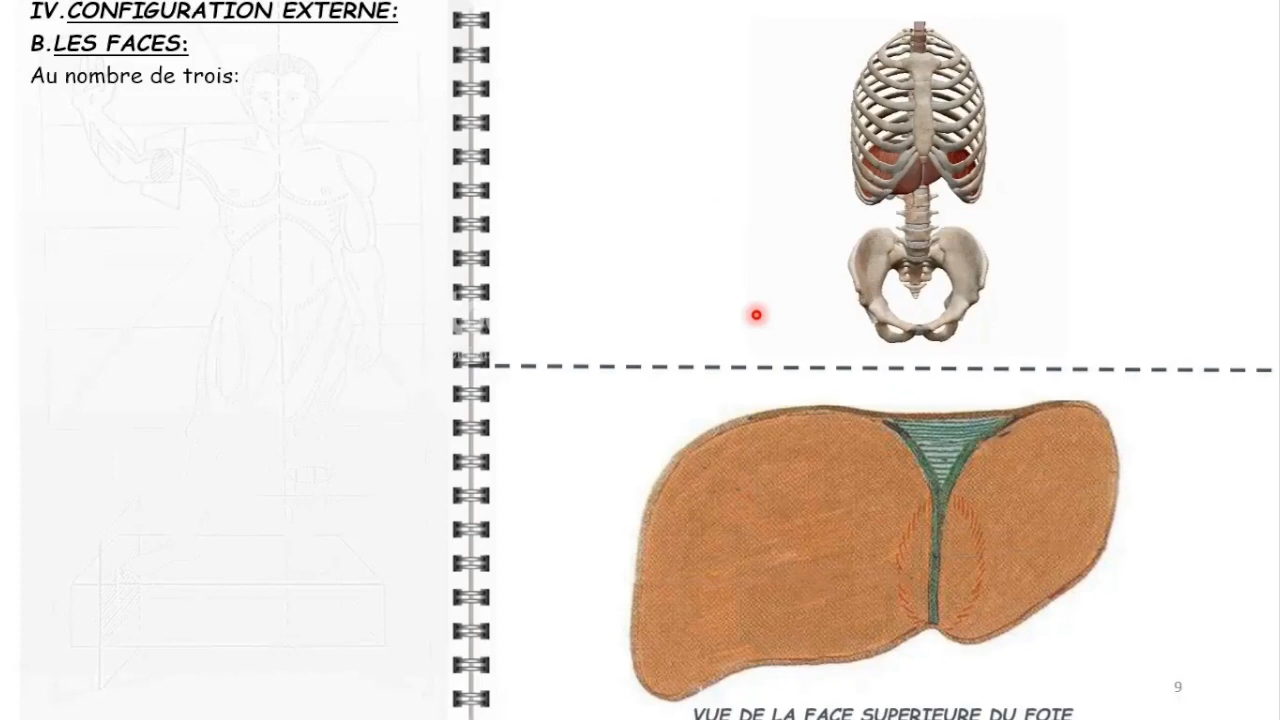 IV.CONFIGURATION EXTERNE:
B.LES FACES:
Au nombre de trois:
9
VUE DE LA FACE SUPERIEURE DU FOIE